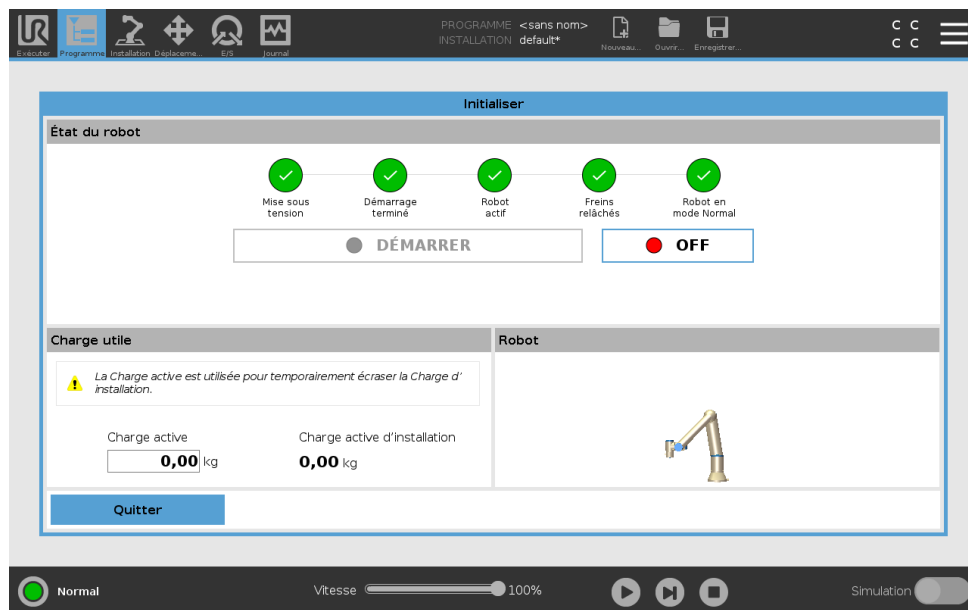 PROGRAMME <sans nom>
INSTALLATION default*
Exécuter
Programme
Installation
Déplaceme...
E/S
Journal
Nouveau...
Ouvrir...
Enregistrer...
C C
C C
Initialiser
État du robot
Mise sous
tension
Démarrage
terminé
Robot
actif
Freins
relâchés
Robot en
mode Normal
DÉMARRER
OFF
Charge utile
Robot
La Charge active est utilisée pour temporairement écraser la Charge d'
installation.
Charge active
Charge active d'installation
0,00 kg
0,00 kg
Quitter
Normal
Vitesse
100%
Simulation